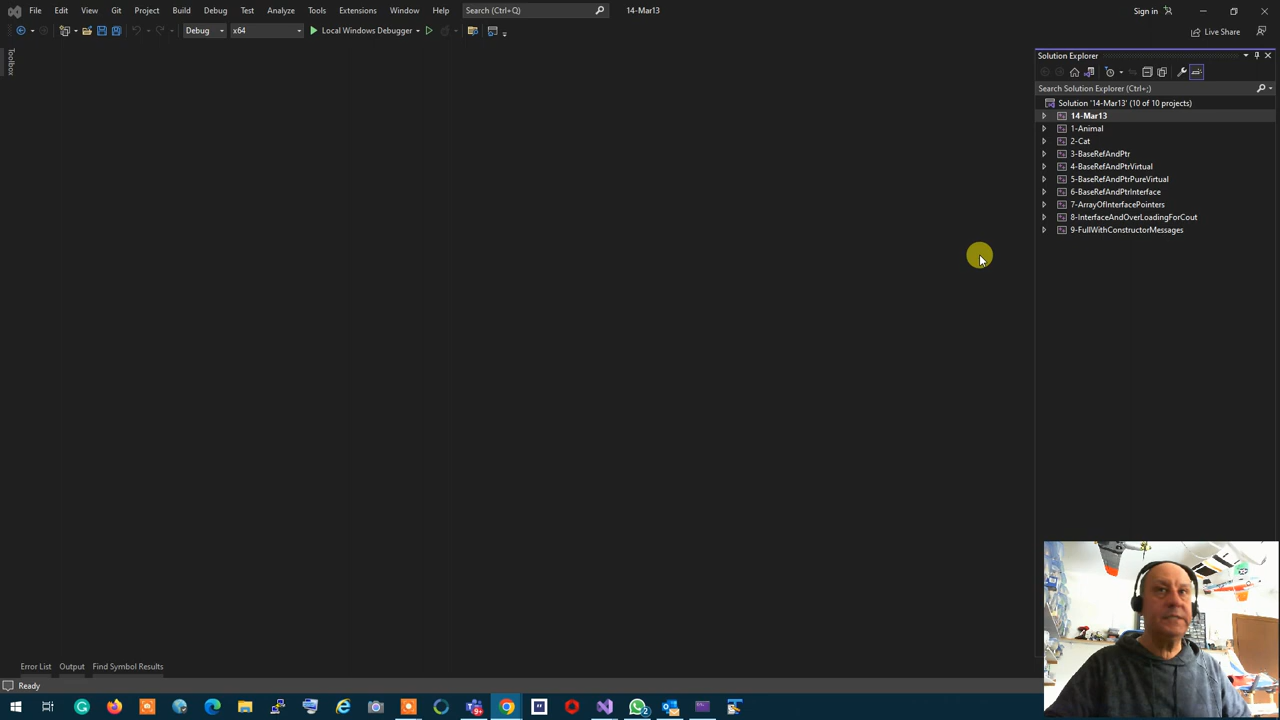 File Edit View Git Project Build Debug Test Analyze Tools Extensions Window Help Search (Ctrl+Q) 14-Mar13 Sign in
Debug x64 Local Windows Debugger Live Share
Toolbox
Solution Explorer
Search Solution Explorer (Ctrl+;)
Solution '14-Mar13' (10 of 10 projects)
14-Mar13
1-Animal
2-Cat
3-BaseRefAndPtr
4-BaseRefAndPtrVirtual
5-BaseRefAndPtrPureVirtual
6-BaseRefAndPtrInterface
7-ArrayOfInterfacePointers
8-InterfaceAndOverLoadingForCout
9-FullWithConstructorMessages
Error List Output Find Symbol Results
Ready